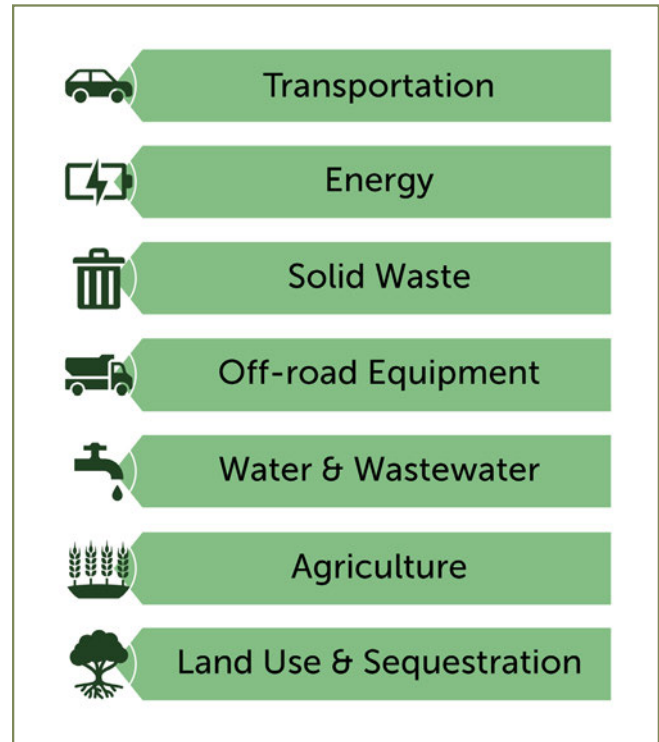 Transportation
Energy
Solid Waste
Off-road Equipment
Water & Wastewater
Agriculture
Land Use & Sequestration